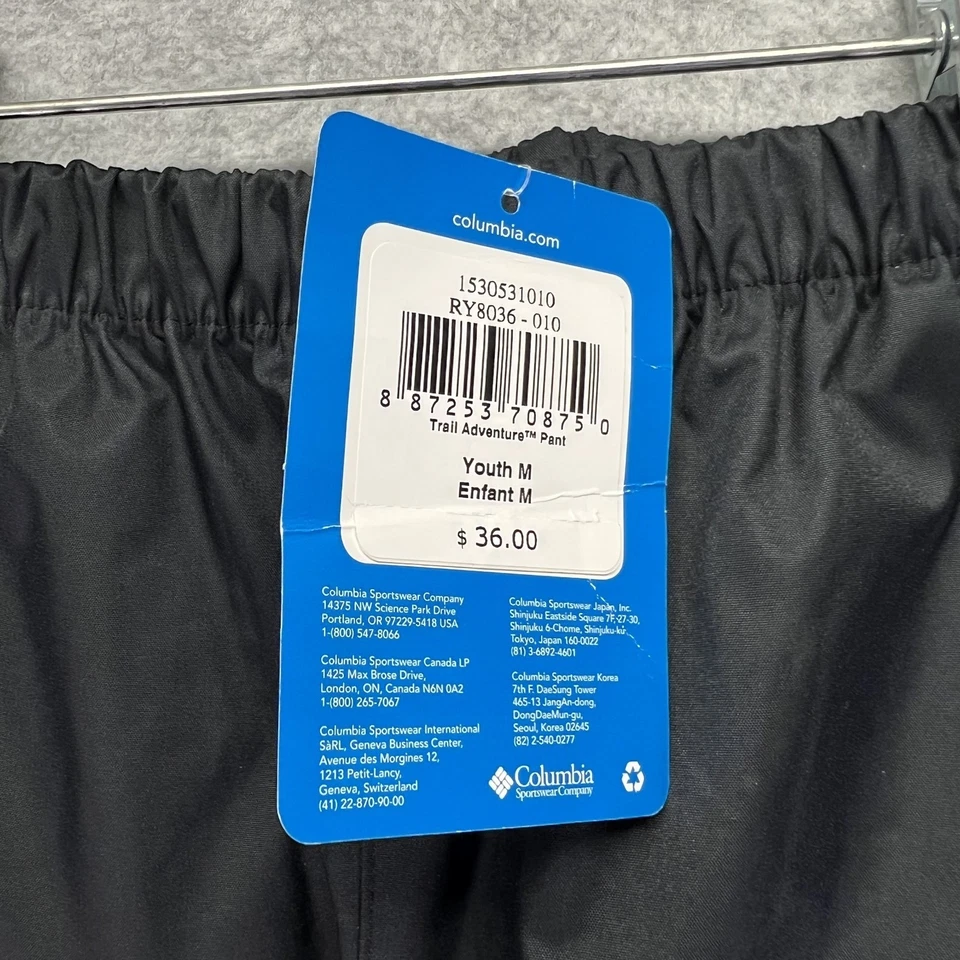 columbia.com
1530531010
RY8036 - 010
8 87253 70875 0
Trail Adventure™ Pant
Youth M
Enfant M
$ 36.00
Columbia Sportswear Company
14375 NW Science Park Drive
Portland, OR 97229-5418 USA
1-(800) 547-8066
Columbia Sportswear Canada LP
1425 Max Brose Drive,
London, ON, Canada N6N 0A2
1-(800) 265-7067
Columbia Sportswear International
SàRL, Geneva Business Center,
Avenue des Morgines 12,
1213 Petit-Lancy,
Geneva, Switzerland
(41) 22-870-90-00
Columbia Sportswear Japan, Inc.
Shinjuku Eastside Square 7F, 27-30,
Shinjuku 6-Chome, Shinjuku-ku
Tokyo, Japan 160-0022
(81) 3-6892-4601
Columbia Sportswear Korea
7th F. DaeSung Tower
465-13 JangAn-dong,
DongDaeMun-gu,
Seoul, Korea 02645
(82) 2-540-0277
Columbia
Sportswear Company